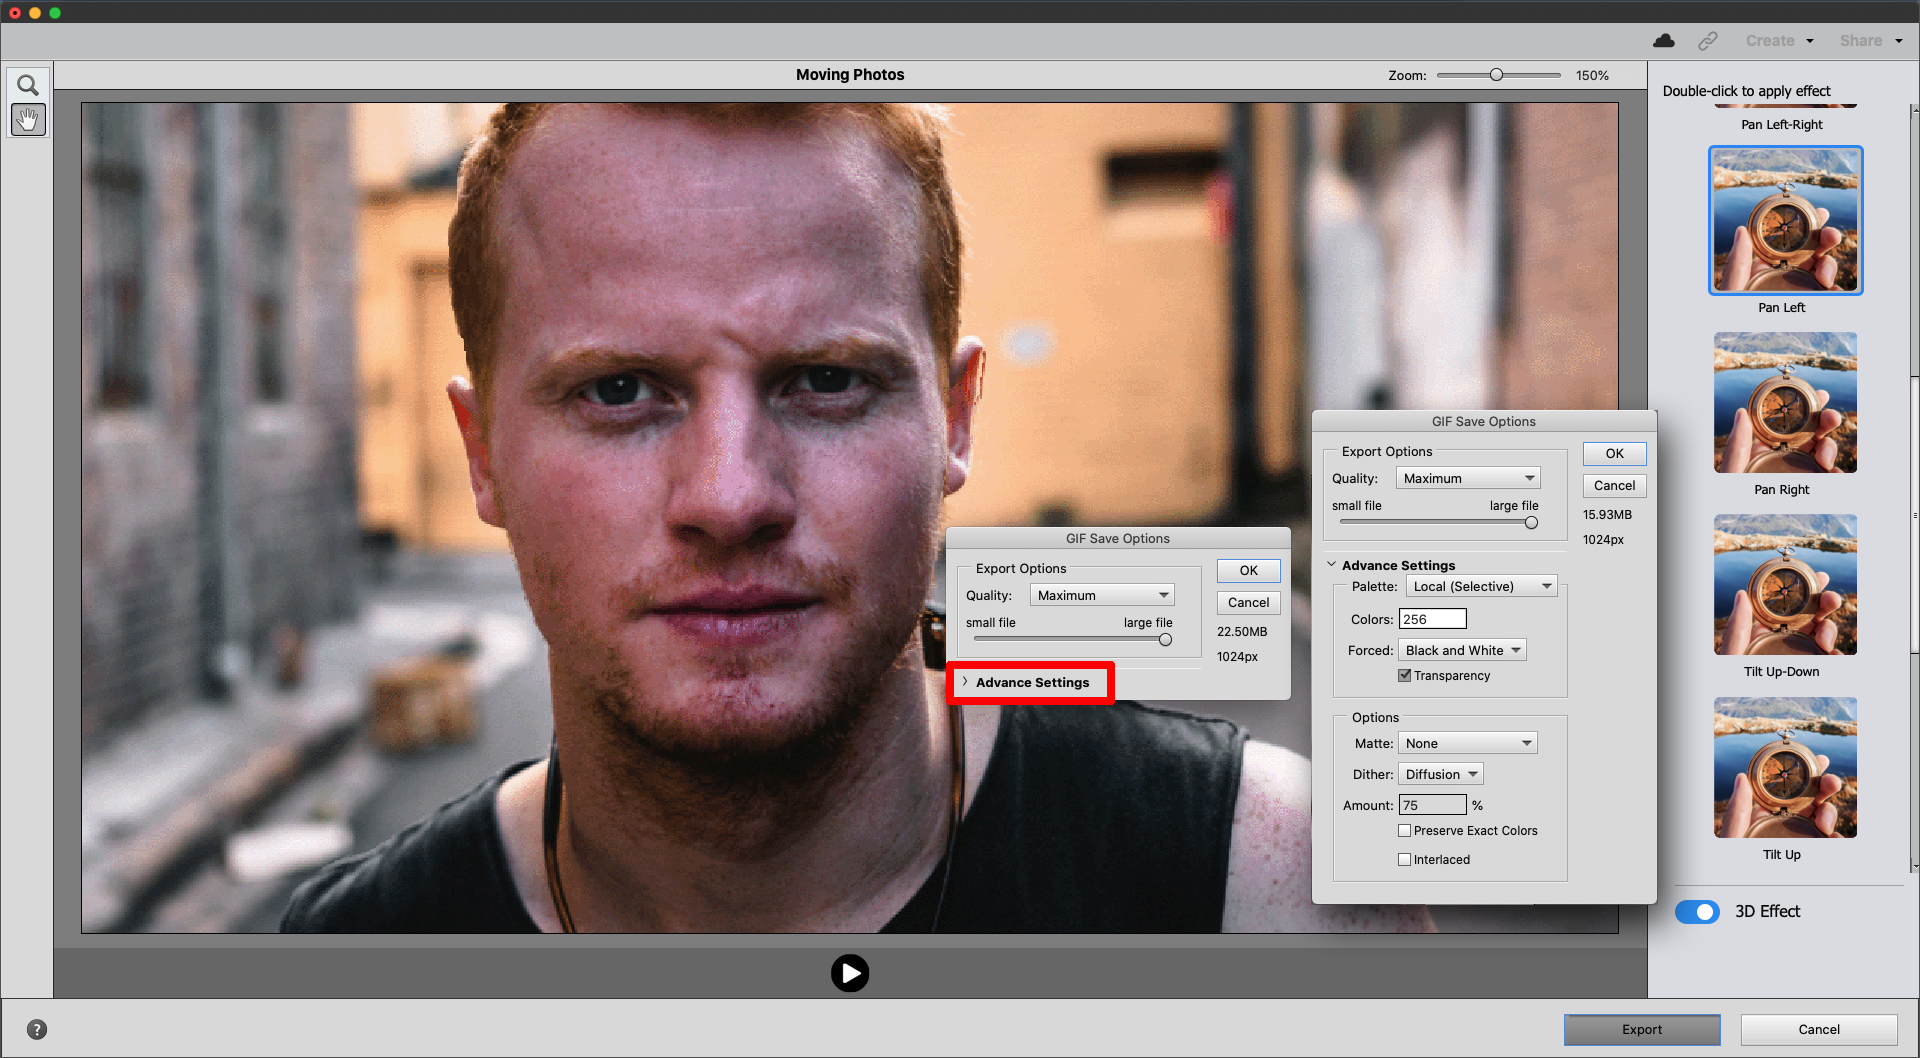 Create
Share
Moving Photos
Zoom:
150%
Double-click to apply effect
Pan Left-Right
Pan Left
Pan Right
Tilt Up-Down
Tilt Up
3D Effect
GIF Save Options
Export Options
OK
Quality: Maximum
Cancel
small file large file
22.50MB
1024px
Advance Settings
GIF Save Options
Export Options
OK
Quality: Maximum
Cancel
small file large file
15.93MB
1024px
Advance Settings
Palette: Local (Selective)
Colors: 256
Forced: Black and White
Transparency
Options
Matte: None
Dither: Diffusion
Amount: 75 %
Preserve Exact Colors
Interlaced
?
Export
Cancel